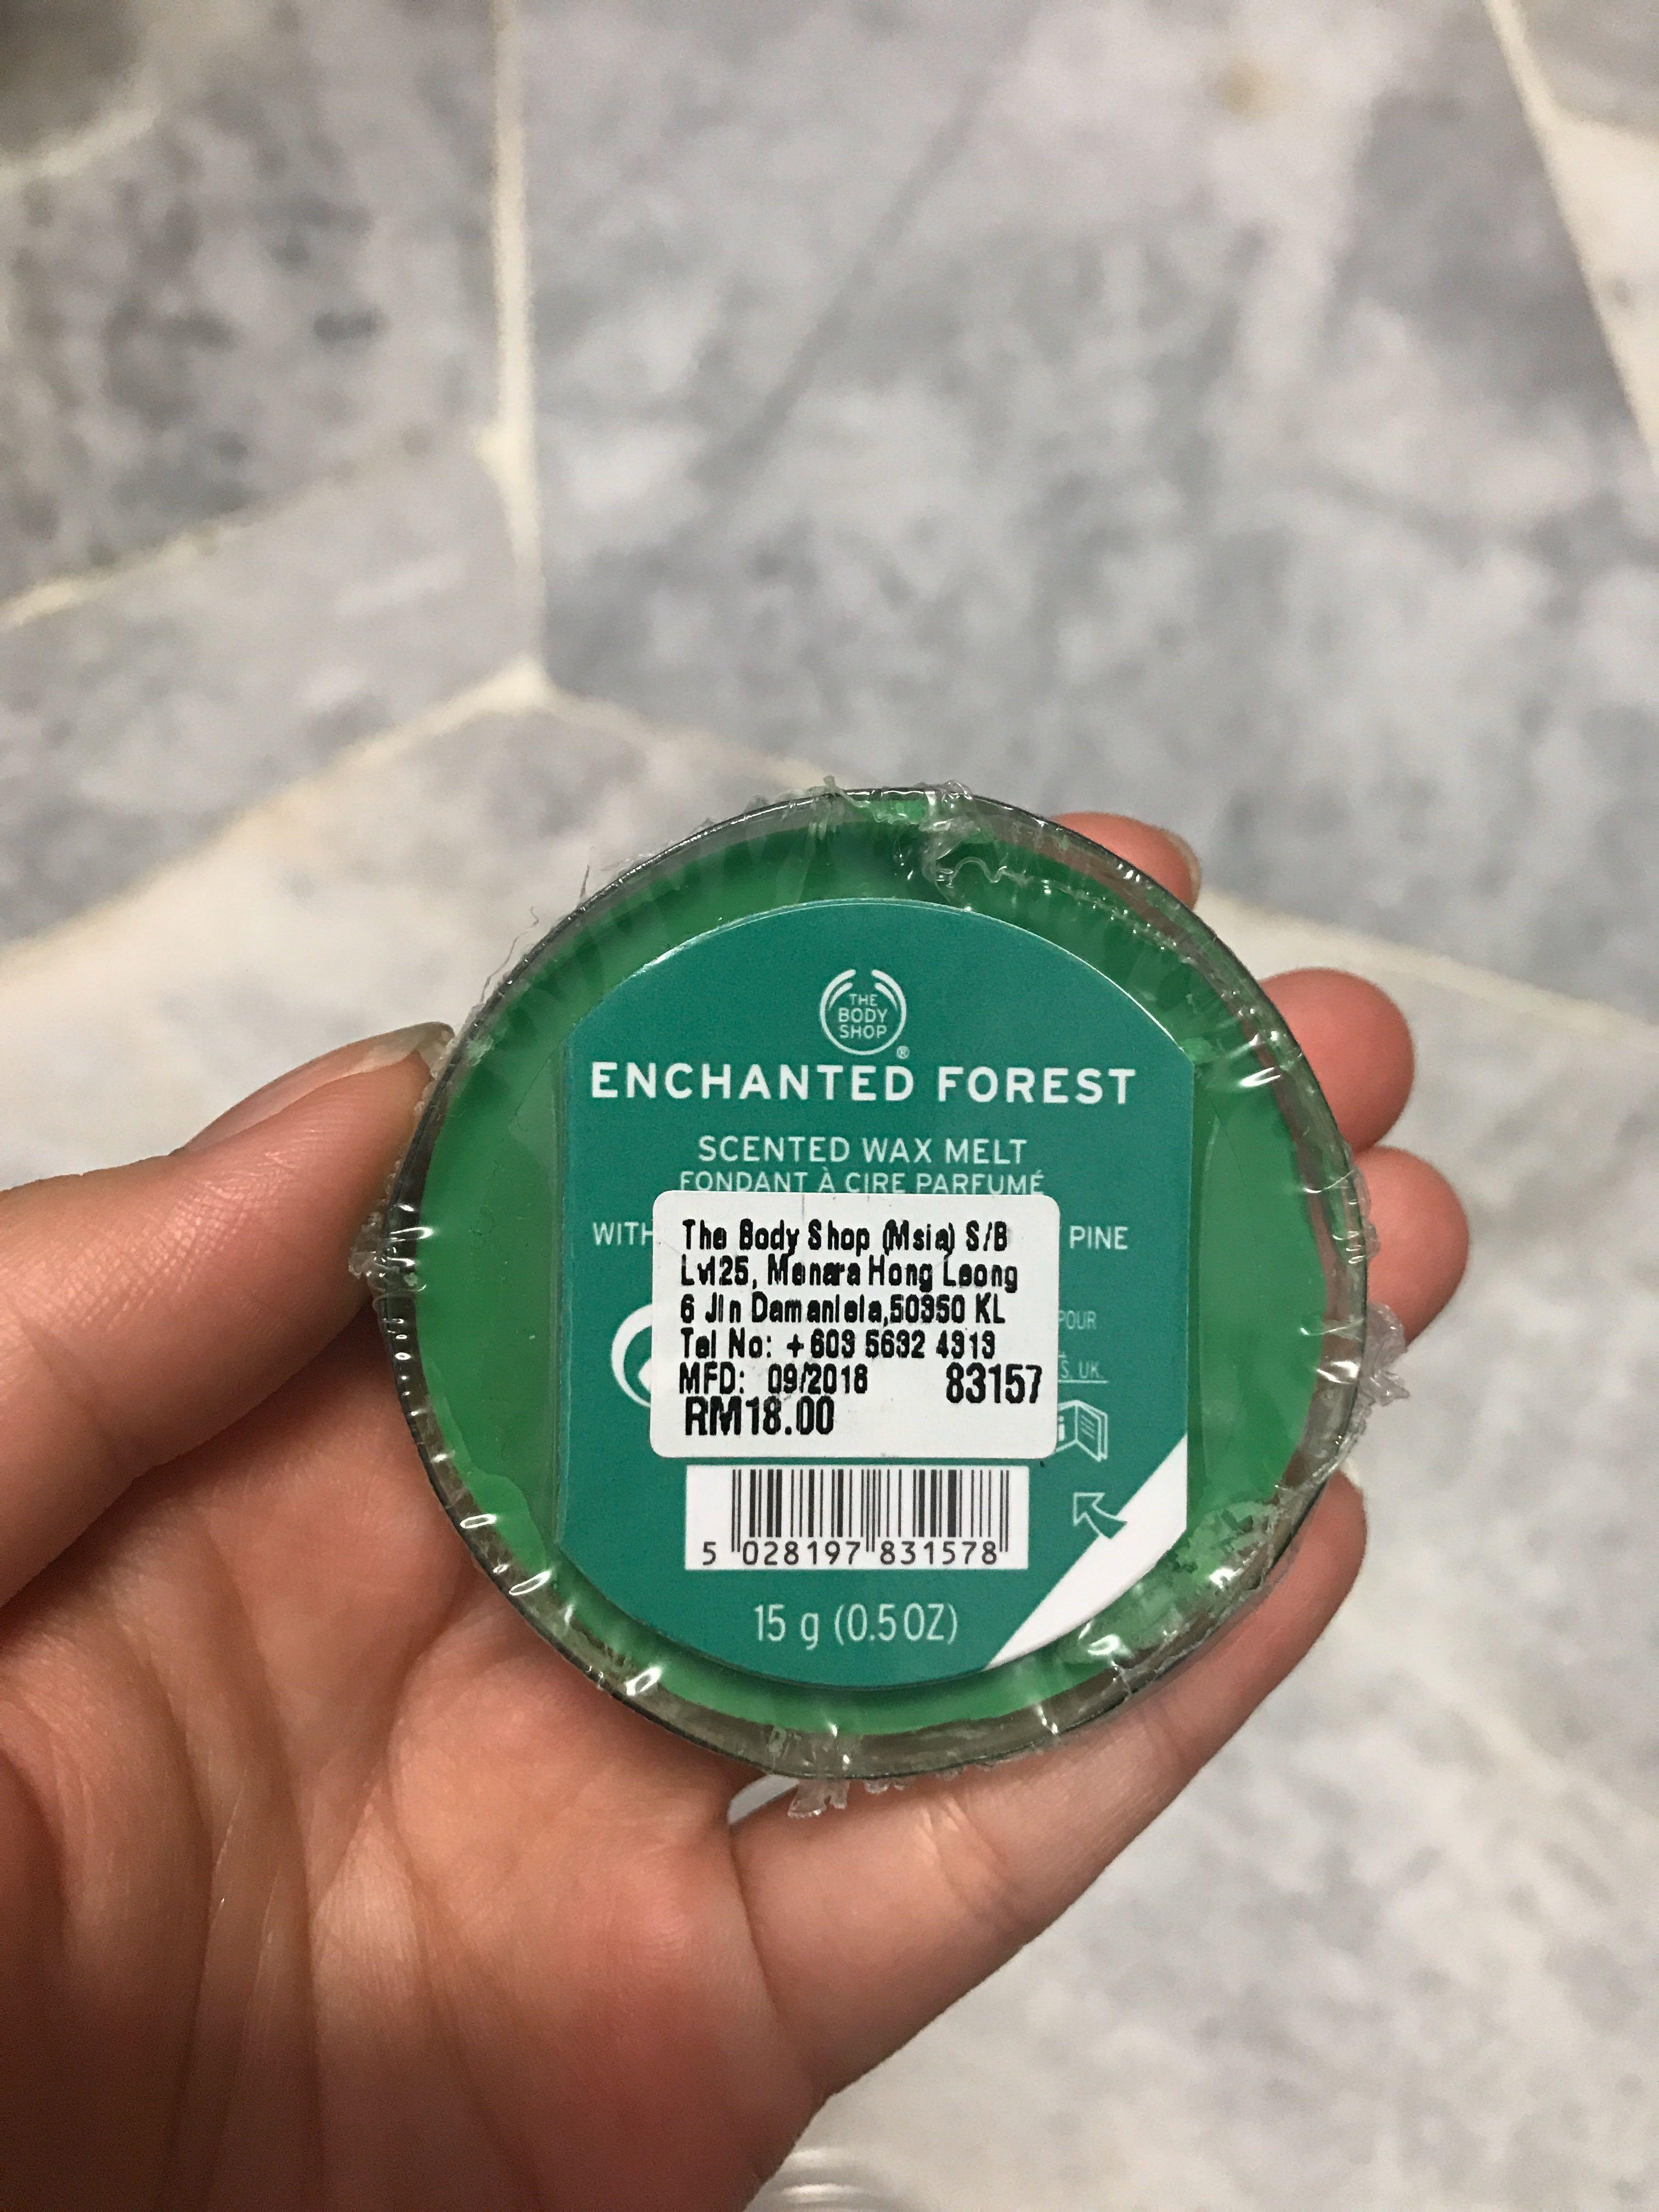 THE
BODY
SHOP
®
ENCHANTED FOREST
SCENTED WAX MELT
FONDANT À CIRE PARFUMÉ
WITH PINE
The Body Shop (Msia) S/B
Lvl25, Menara Hong Leong
6 Jln Damanlela,50350 KL
Tel No: +603 5632 4313
MFD: 09/2018 83157
RM18.00
POUR
S, UK.
5 028197 831578
15 g (0.5 OZ)